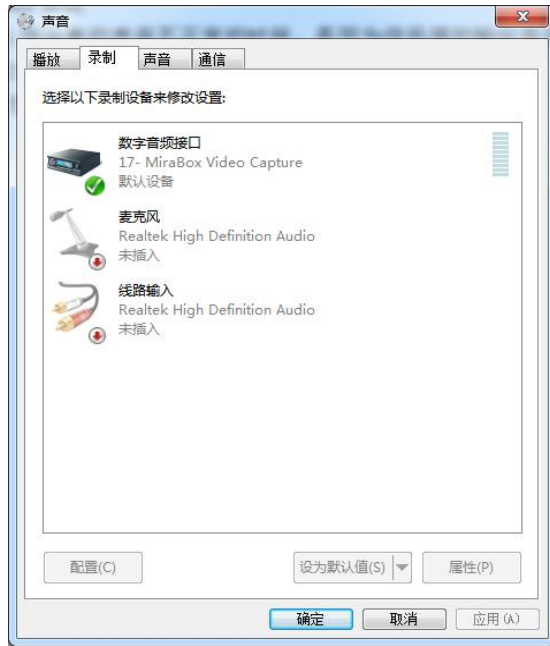 声音
播放 录制 声音 通信
选择以下录制设备来修改设置:
数字音频接口
17- MiraBox Video Capture
默认设备
麦克风
Realtek High Definition Audio
未插入
线路输入
Realtek High Definition Audio
未插入
配置(C) 设为默认值(S) 属性(P)
确定 取消 应用(A)